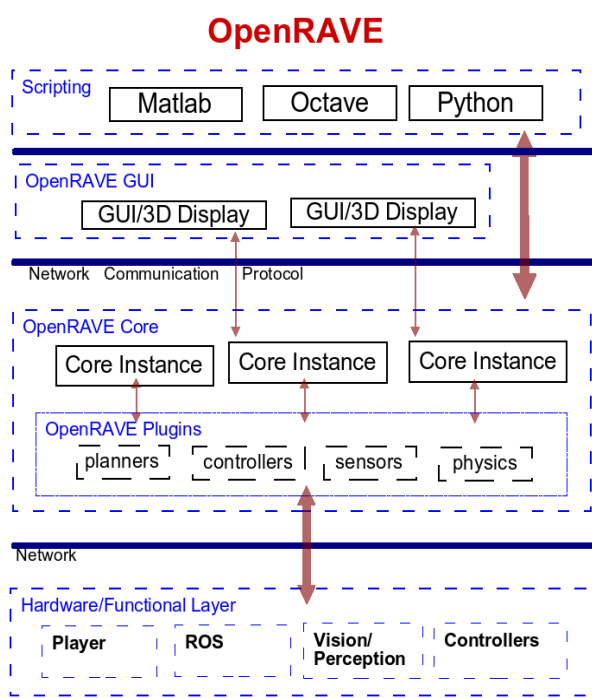 OpenRAVE
Scripting
Matlab
Octave
Python
OpenRAVE GUI
GUI/3D Display
GUI/3D Display
Network Communication Protocol
OpenRAVE Core
Core Instance
Core Instance
Core Instance
OpenRAVE Plugins
planners
controllers
sensors
physics
Network
Hardware/Functional Layer
Player
ROS
Vision/
Perception
Controllers